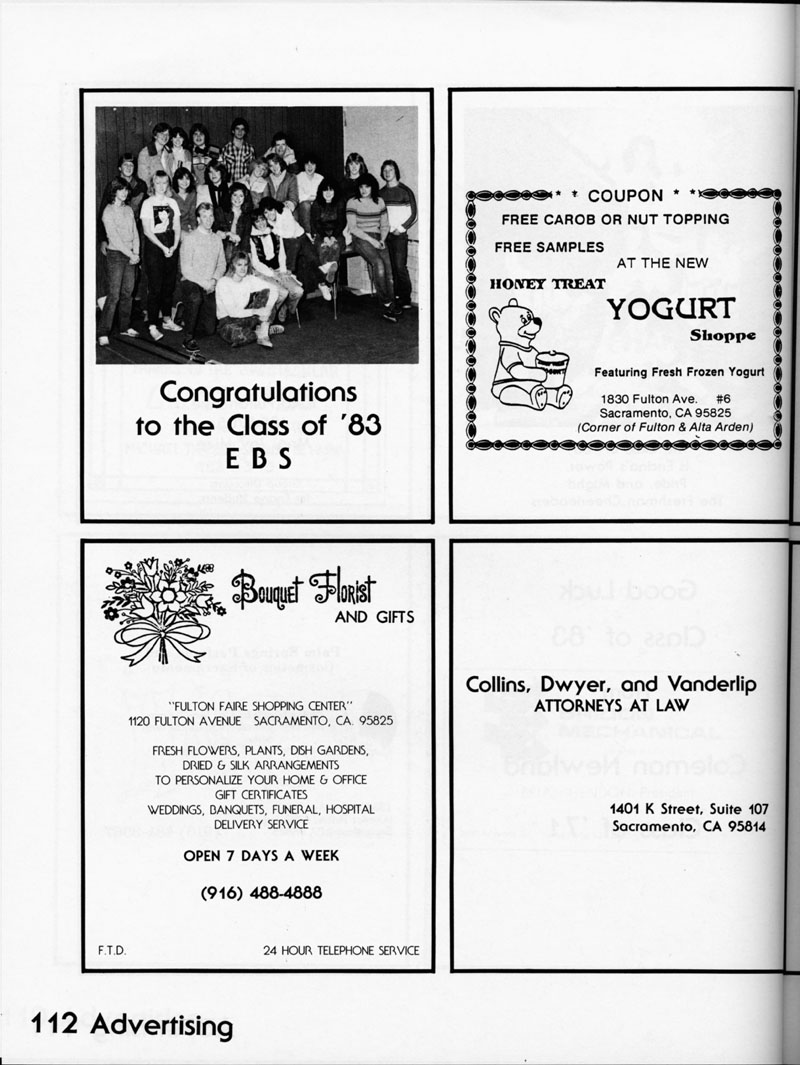 Congratulations
to the Class of '83
E B S
* * COUPON * *
FREE CAROB OR NUT TOPPING
FREE SAMPLES
AT THE NEW
HONEY TREAT
YOGURT
Shoppe
Featuring Fresh Frozen Yogurt
1830 Fulton Ave. #6
Sacramento, CA 95825
(Corner of Fulton & Alta Arden)
Bouquet Florist
AND GIFTS
"FULTON FAIRE SHOPPING CENTER"
1120 FULTON AVENUE SACRAMENTO, CA. 95825
FRESH FLOWERS, PLANTS, DISH GARDENS,
DRIED & SILK ARRANGEMENTS
TO PERSONALIZE YOUR HOME & OFFICE
GIFT CERTIFICATES
WEDDINGS, BANQUETS, FUNERAL, HOSPITAL
DELIVERY SERVICE
OPEN 7 DAYS A WEEK
(916) 488-4888
F.T.D. 24 HOUR TELEPHONE SERVICE
Collins, Dwyer, and Vanderlip
ATTORNEYS AT LAW
1401 K Street, Suite 107
Sacramento, CA 95814
112 Advertising